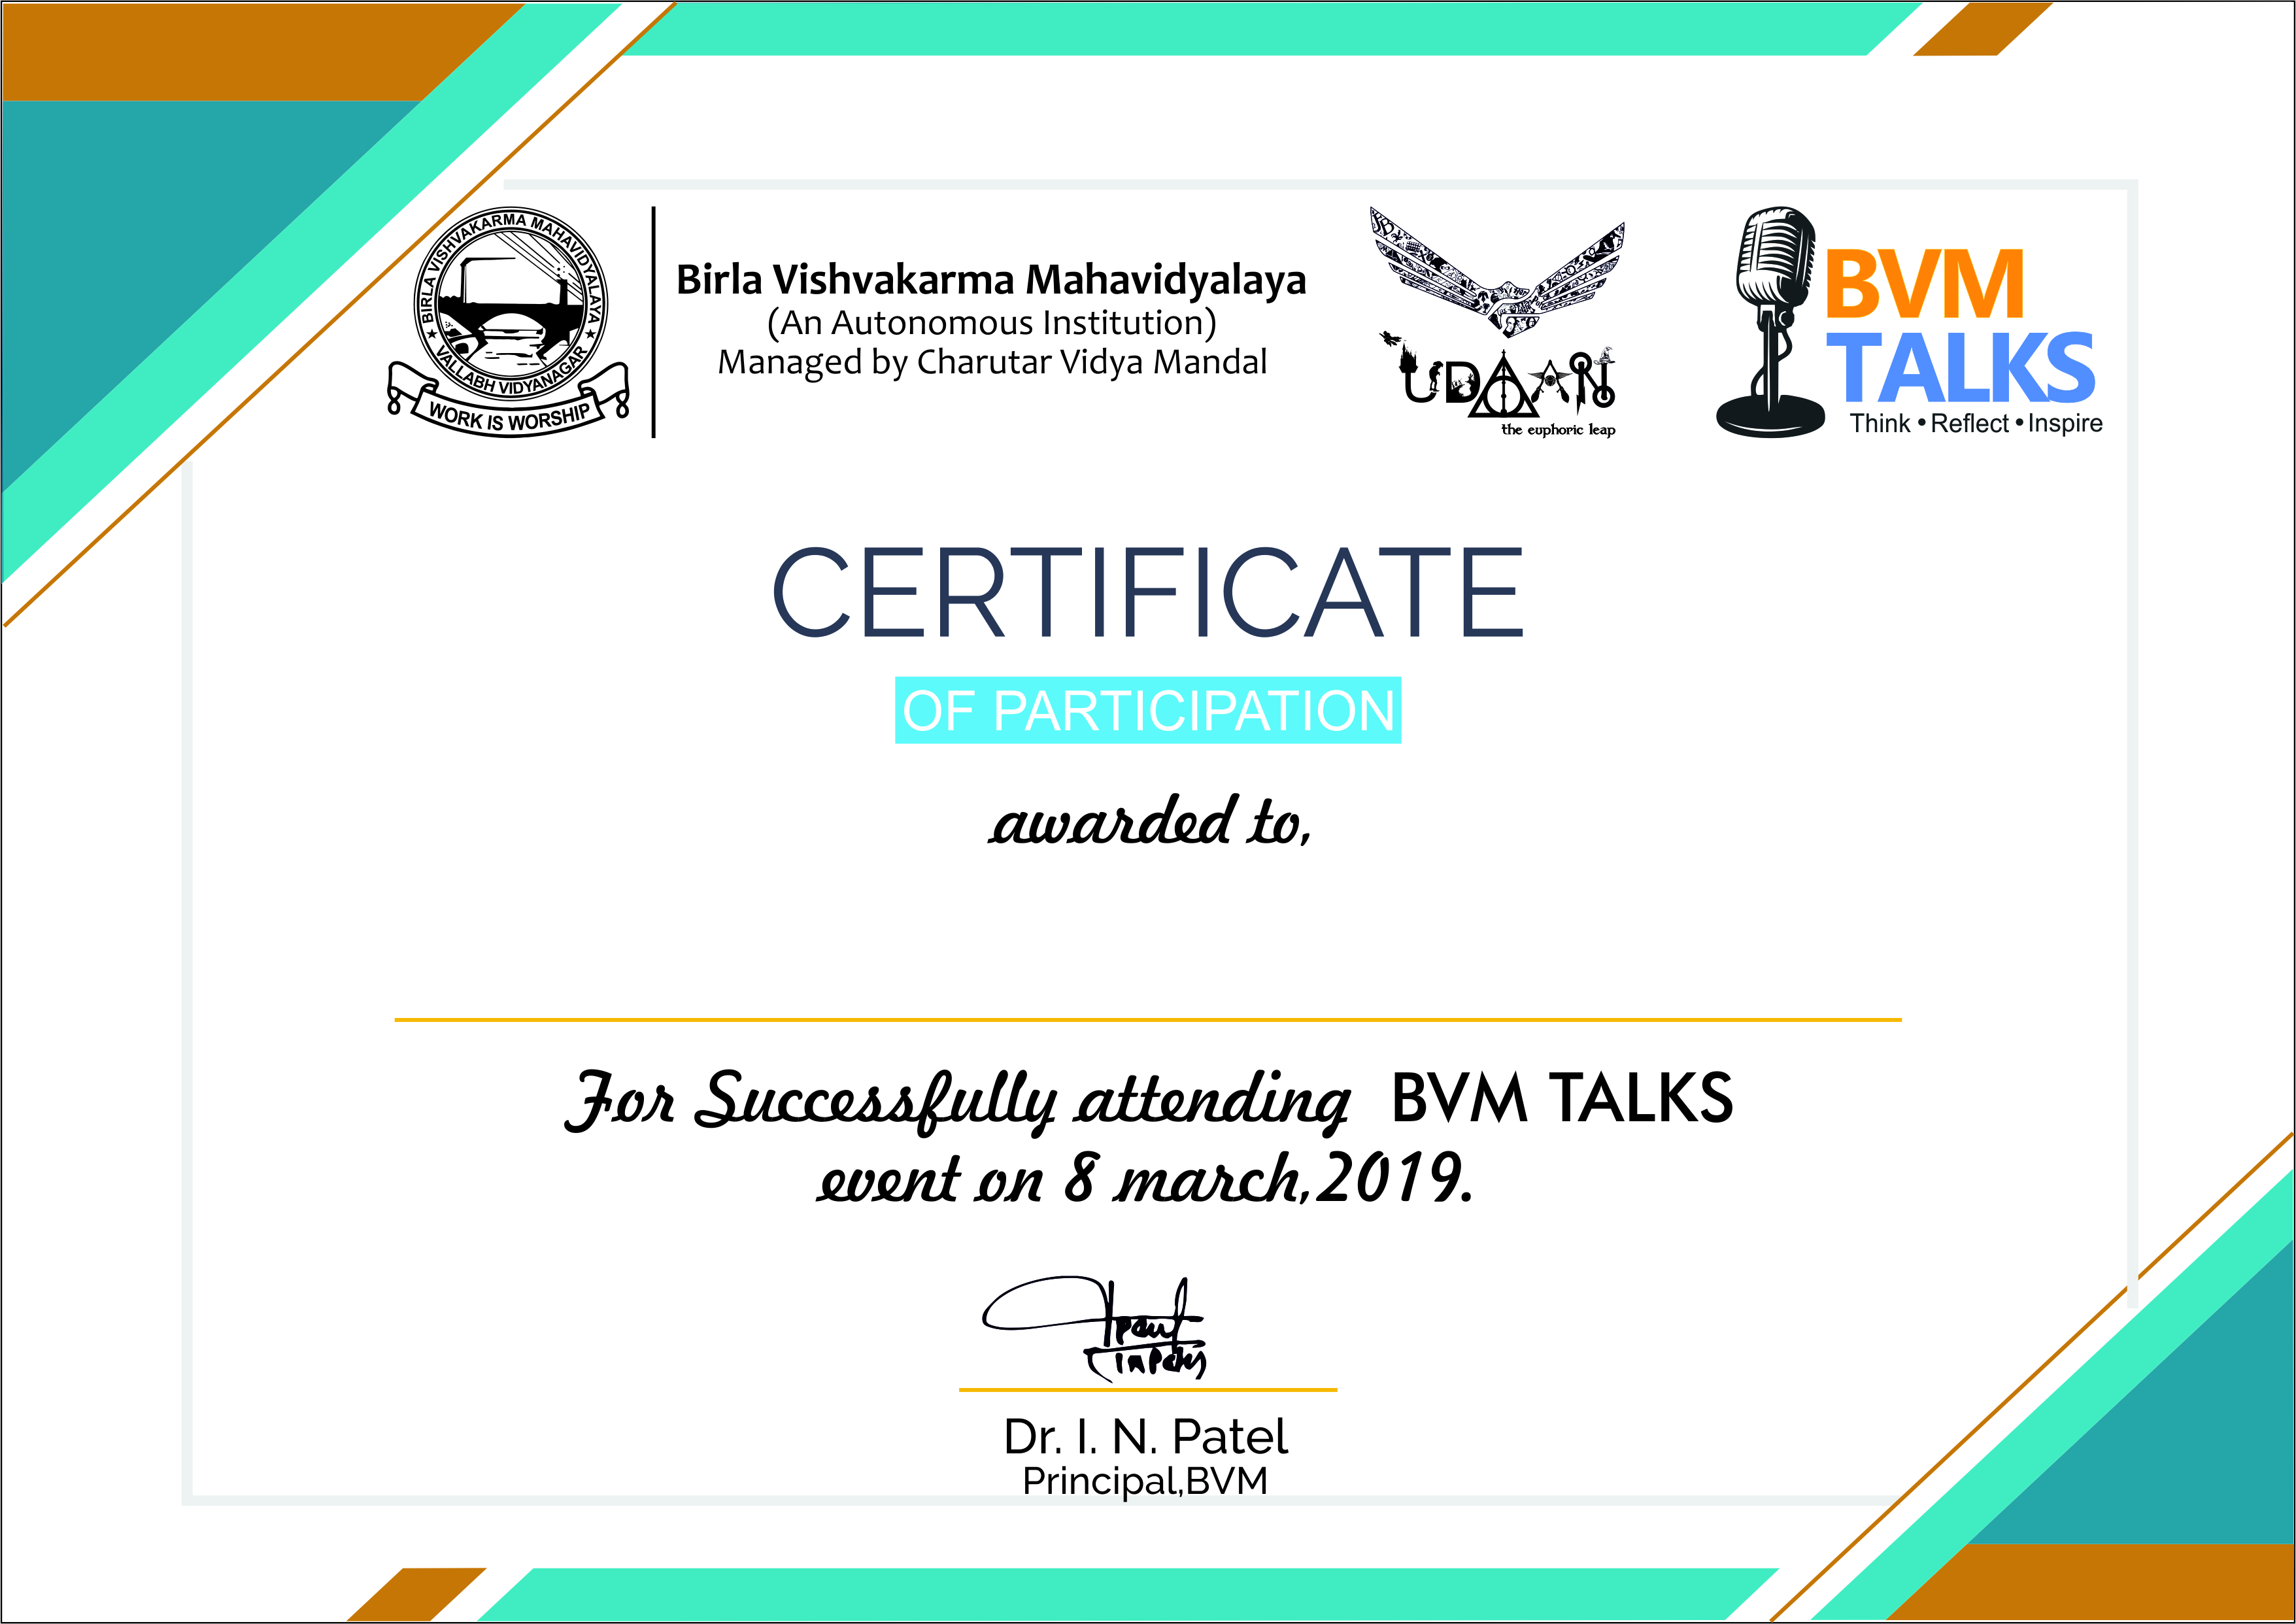 BIRLA VISHVAKARMA MAHAVIDYALAYA
★ VALLABH VIDYANAGAR ★
WORK IS WORSHIP
Birla Vishvakarma Mahavidyalaya
(An Autonomous Institution)
Managed by Charutar Vidya Mandal
UDAAN
the euphoric leap
BVM
TALKS
Think • Reflect • Inspire
CERTIFICATE
OF PARTICIPATION
awarded to,
For Successfully attending BVM TALKS
event on 8 march,2019.
Dr. I. N. Patel
Principal,BVM